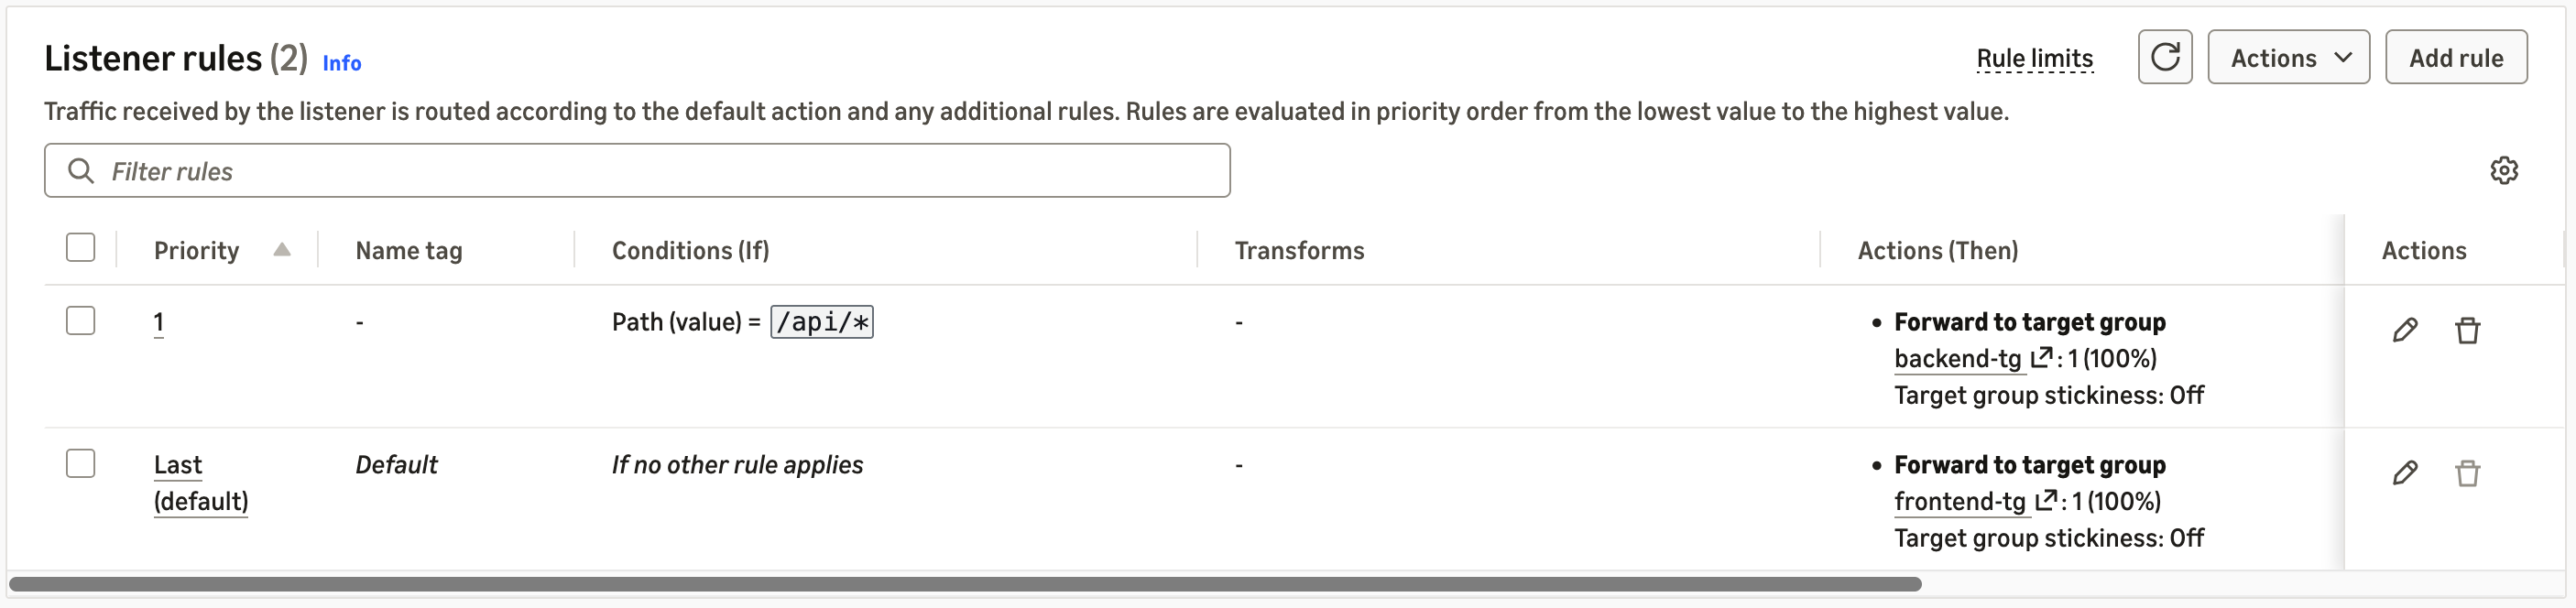 Listener rules (2) Info
Rule limits
Actions
Add rule
Traffic received by the listener is routed according to the default action and any additional rules. Rules are evaluated in priority order from the lowest value to the highest value.
Filter rules
Priority Name tag Conditions (If) Transforms Actions (Then) Actions
1 - Path (value) = /api/* - • Forward to target group
backend-tg : 1 (100%)
Target group stickiness: Off
Last Default If no other rule applies - • Forward to target group
(default) frontend-tg : 1 (100%)
Target group stickiness: Off